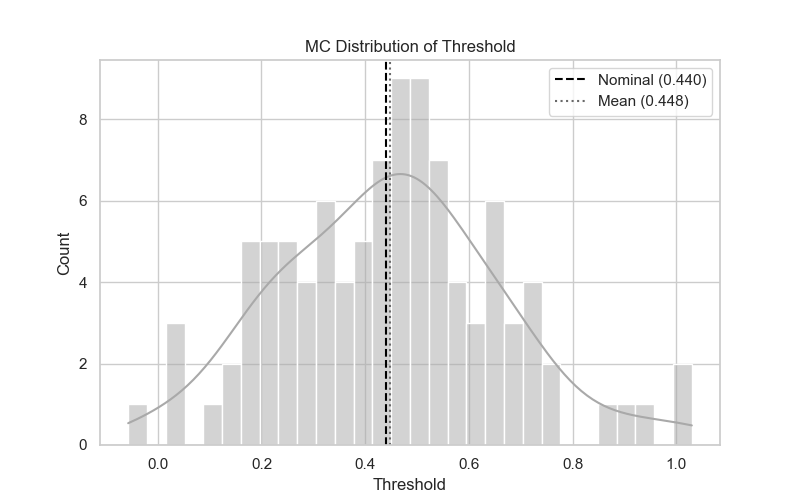 MC Distribution of Threshold
Nominal (0.440)
Mean (0.448)
Count
8
6
4
2
0
0.0 0.2 0.4 0.6 0.8 1.0
Threshold